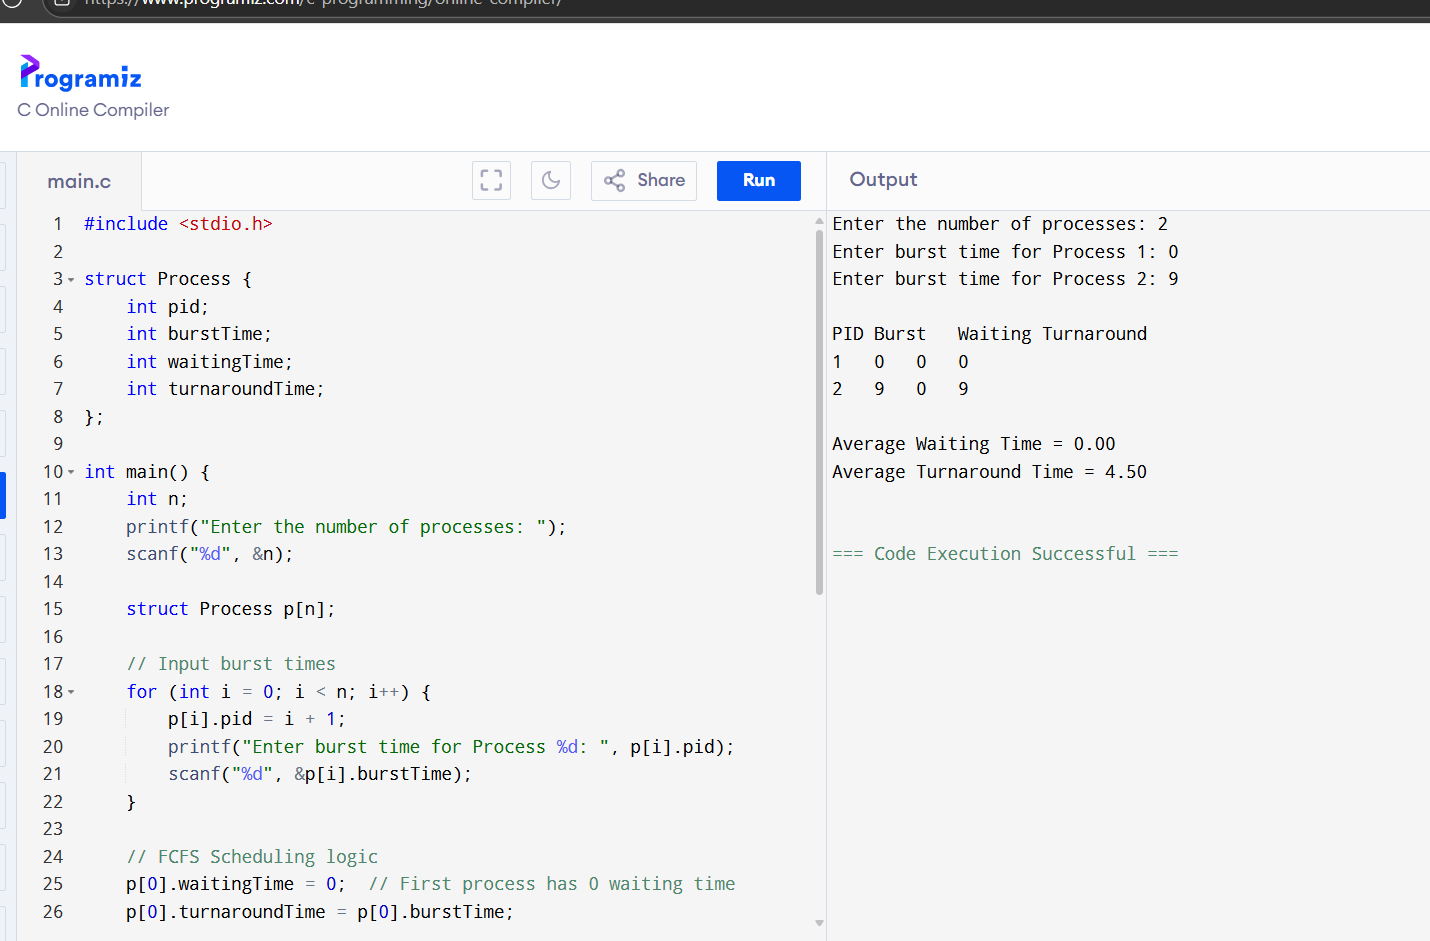 https://www.programiz.com/c-programming/online-compiler/
Programiz
C Online Compiler
main.c
Share
Run
Output
1 #include <stdio.h>
2
3 struct Process {
4     int pid;
5     int burstTime;
6     int waitingTime;
7     int turnaroundTime;
8 };
9
10 int main() {
11     int n;
12     printf("Enter the number of processes: ");
13     scanf("%d", &n);
14
15     struct Process p[n];
16
17     // Input burst times
18     for (int i = 0; i < n; i++) {
19         p[i].pid = i + 1;
20         printf("Enter burst time for Process %d: ", p[i].pid);
21         scanf("%d", &p[i].burstTime);
22     }
23
24     // FCFS Scheduling logic
25     p[0].waitingTime = 0;  // First process has 0 waiting time
26     p[0].turnaroundTime = p[0].burstTime;
Enter the number of processes: 2
Enter burst time for Process 1: 0
Enter burst time for Process 2: 9
PID Burst   Waiting Turnaround
1   0   0   0
2   9   0   9
Average Waiting Time = 0.00
Average Turnaround Time = 4.50
=== Code Execution Successful ===